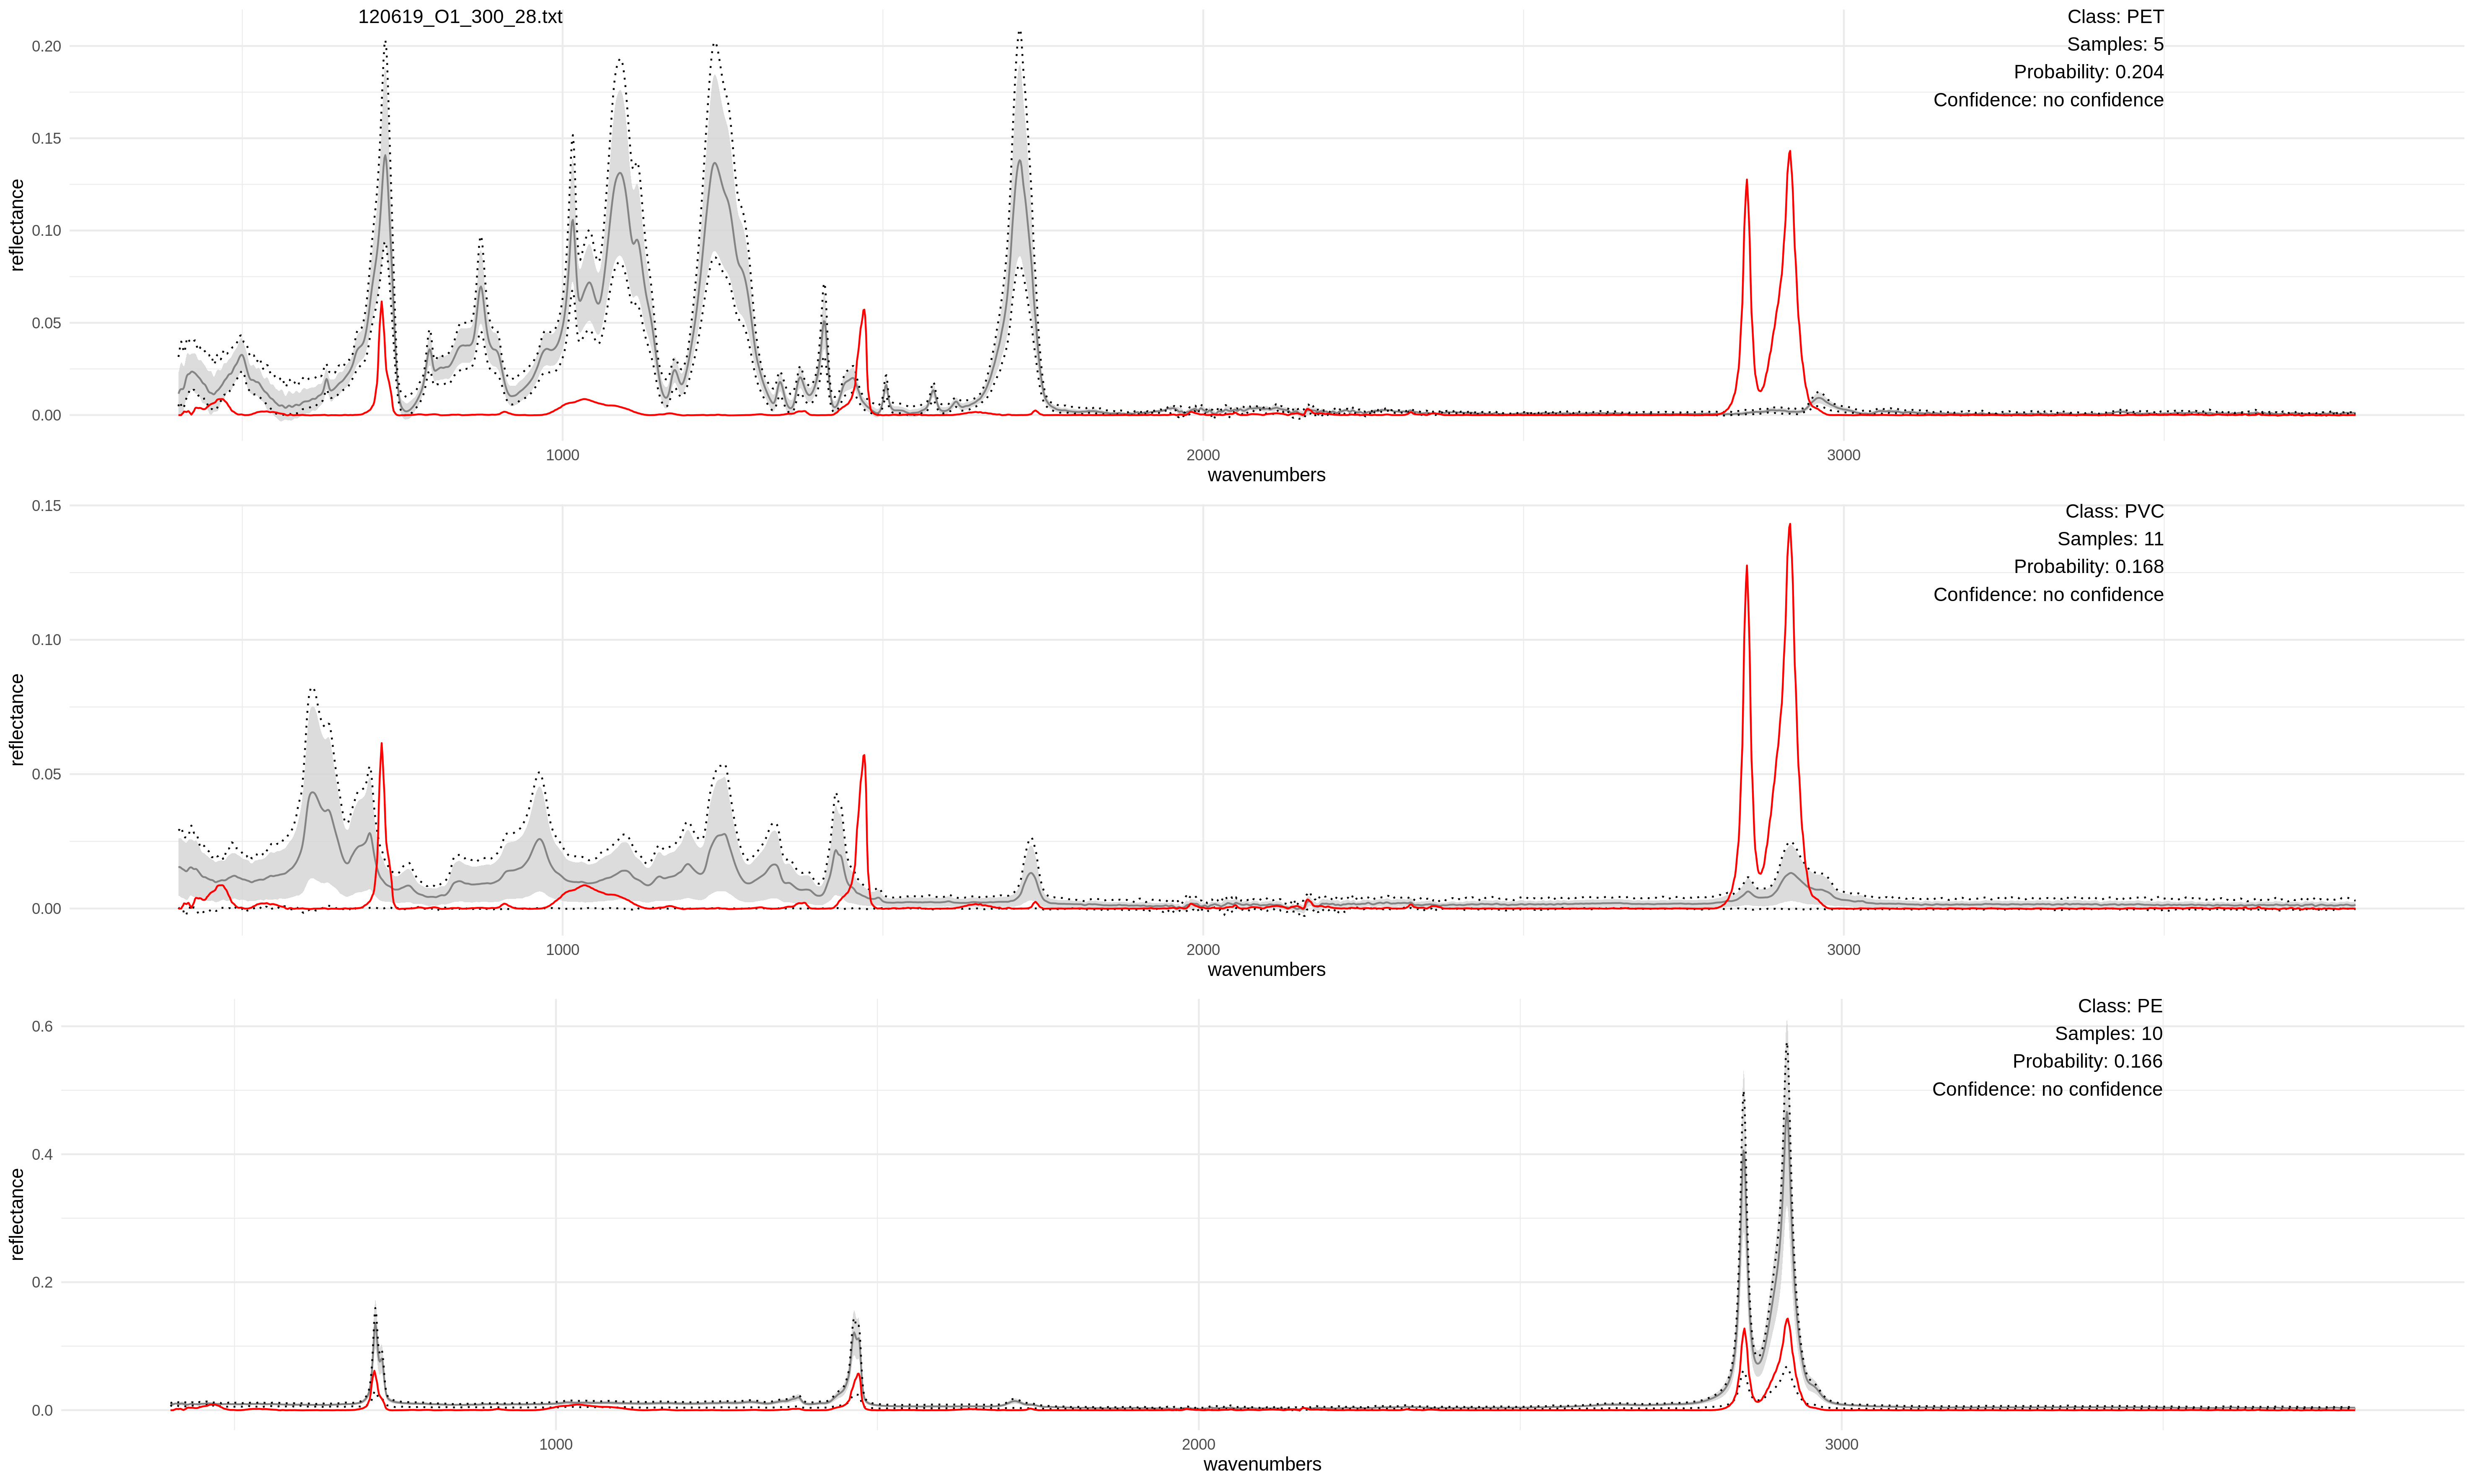 120619_O1_300_28.txt
Class: PET
Samples: 5
Probability: 0.204
Confidence: no confidence
0.20
0.15
0.10
0.05
0.00
reflectance
1000
2000
3000
wavenumbers
Class: PVC
Samples: 11
Probability: 0.168
Confidence: no confidence
0.15
0.10
0.05
0.00
reflectance
1000
2000
3000
wavenumbers
Class: PE
Samples: 10
Probability: 0.166
Confidence: no confidence
0.6
0.4
0.2
0.0
reflectance
1000
2000
3000
wavenumbers